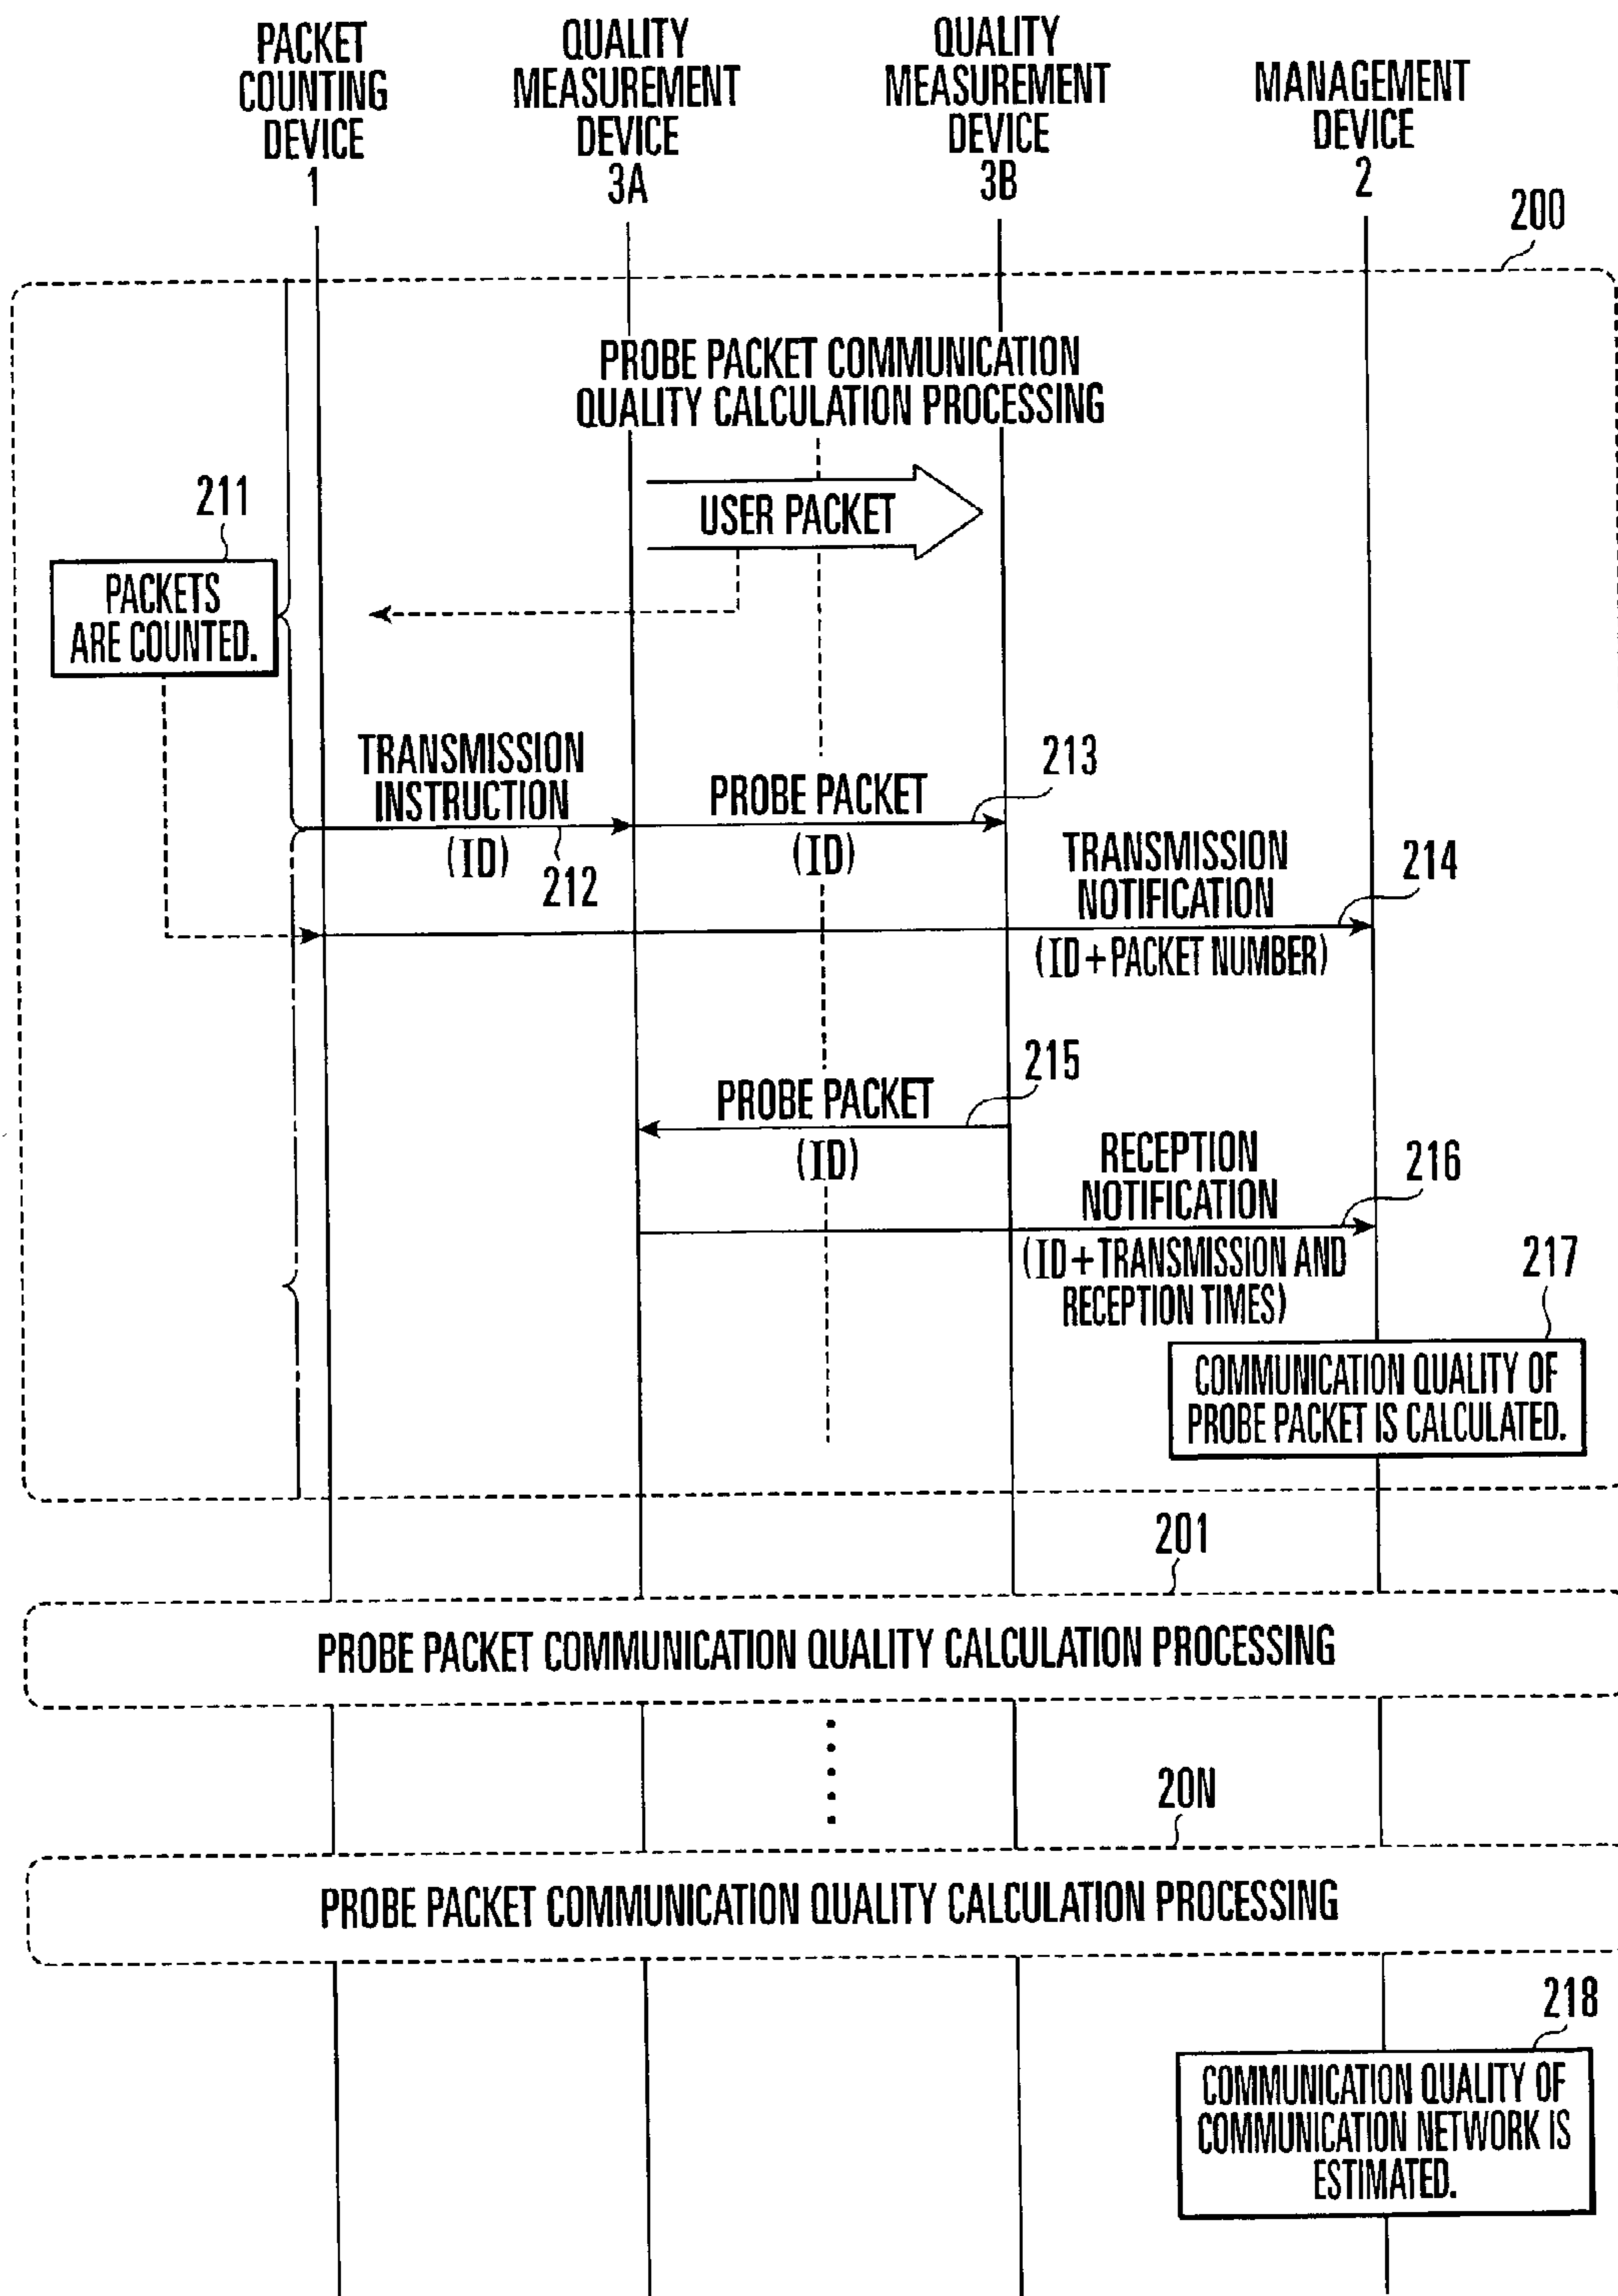 PACKET
COUNTING
DEVICE
1
QUALITY
MEASUREMENT
DEVICE
3A
QUALITY
MEASUREMENT
DEVICE
3B
MANAGEMENT
DEVICE
2
200
PROBE PACKET COMMUNICATION
QUALITY CALCULATION PROCESSING
USER PACKET
211
PACKETS
ARE COUNTED.
TRANSMISSION
INSTRUCTION
(ID)
212
PROBE PACKET
(ID)
213
TRANSMISSION
NOTIFICATION
(ID+PACKET NUMBER)
214
PROBE PACKET
(ID)
215
RECEPTION
NOTIFICATION
(ID+TRANSMISSION AND
RECEPTION TIMES)
216
217
COMMUNICATION QUALITY OF
PROBE PACKET IS CALCULATED.
201
PROBE PACKET COMMUNICATION QUALITY CALCULATION PROCESSING
20N
PROBE PACKET COMMUNICATION QUALITY CALCULATION PROCESSING
218
COMMUNICATION QUALITY OF
COMMUNICATION NETWORK IS
ESTIMATED.